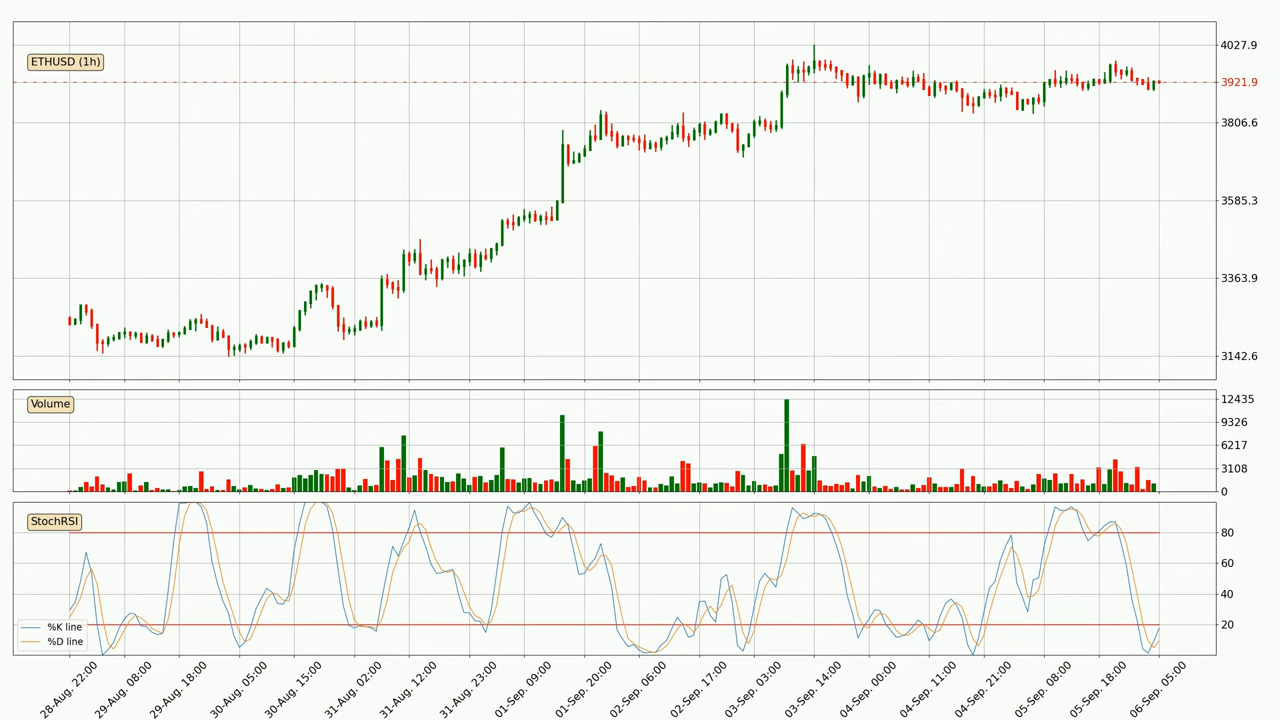 ETHUSD (1h)
4027.9
3921.9
3806.6
3585.3
3363.9
3142.6
Volume
12435
9326
6217
3108
0
StochRSI
80
60
40
20
%K line
%D line
28-Aug. 22:00
29-Aug. 08:00
29-Aug. 18:00
30-Aug. 05:00
30-Aug. 15:00
31-Aug. 02:00
31-Aug. 12:00
31-Aug. 23:00
01-Sep. 09:00
01-Sep. 20:00
02-Sep. 06:00
02-Sep. 17:00
03-Sep. 03:00
03-Sep. 14:00
04-Sep. 00:00
04-Sep. 11:00
04-Sep. 21:00
05-Sep. 08:00
05-Sep. 18:00
06-Sep. 05:00